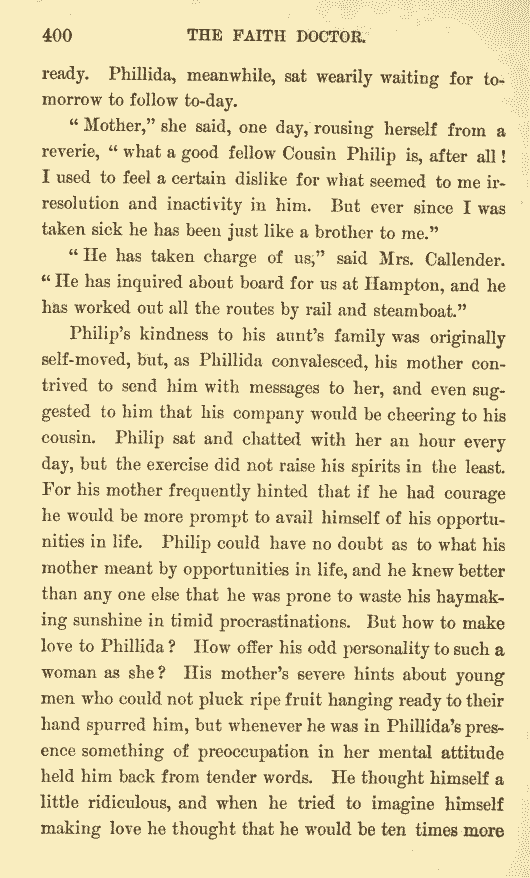 400 THE FAITH DOCTOR.
ready. Phillida, meanwhile, sat wearily waiting for to-
morrow to follow to-day.
“ Mother,” she said, one day, rousing herself from a
reverie, “ what a good fellow Cousin Philip is, after all !
I used to feel a certain dislike for what seemed to me ir-
resolution and inactivity in him. But ever since I was
taken sick he has been just like a brother to me.”
“ He has taken charge of us,” said Mrs. Callender.
“ He has inquired about board for us at Hampton, and he
has worked out all the routes by rail and steamboat.”
Philip’s kindness to his aunt’s family was originally
self-moved, but, as Phillida convalesced, his mother con-
trived to send him with messages to her, and even sug-
gested to him that his company would be cheering to his
cousin. Philip sat and chatted with her an hour every
day, but the exercise did not raise his spirits in the least.
For his mother frequently hinted that if he had courage
he would be more prompt to avail himself of his opportu-
nities in life. Philip could have no doubt as to what his
mother meant by opportunities in life, and he knew better
than any one else that he was prone to waste his haymak-
ing sunshine in timid procrastinations. But how to make
love to Phillida ? How offer his odd personality to such a
woman as she ? His mother’s severe hints about young
men who could not pluck ripe fruit hanging ready to their
hand spurred him, but whenever he was in Phillida’s pres-
ence something of preoccupation in her mental attitude
held him back from tender words. He thought himself a
little ridiculous, and when he tried to imagine himself
making love he thought that he would be ten times more